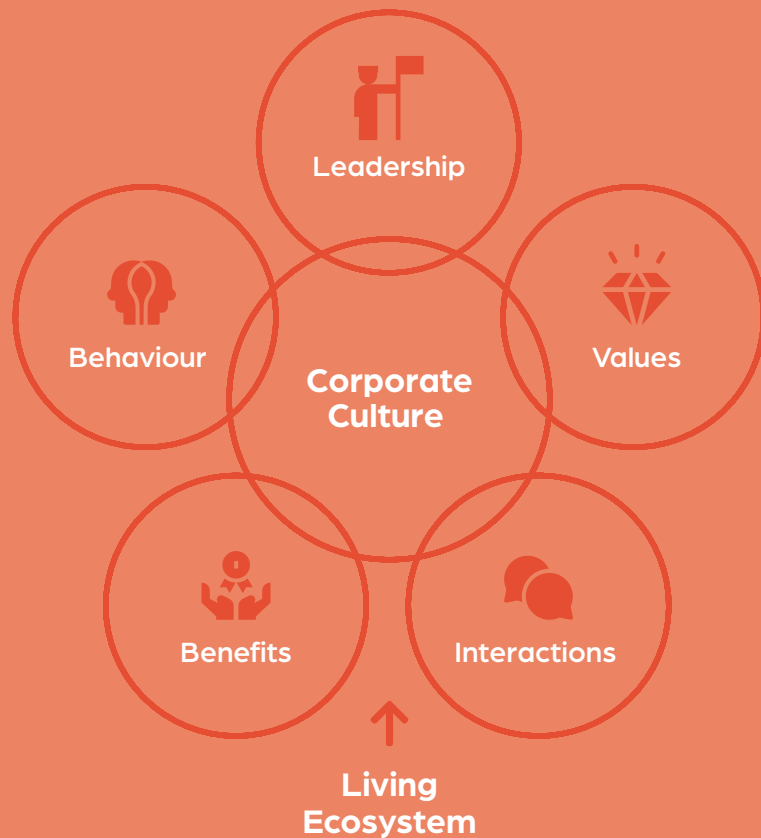 Leadership
Behaviour
Values
Corporate
Culture
Benefits
Interactions
Living
Ecosystem